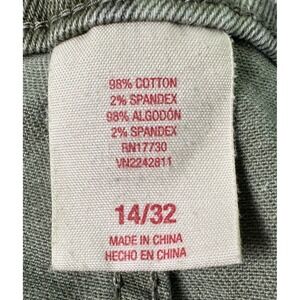 98% COTTON
2% SPANDEX
98% ALGODÓN
2% SPANDEX
RN17730
VN2242811
14/32
MADE IN CHINA
HECHO EN CHINA